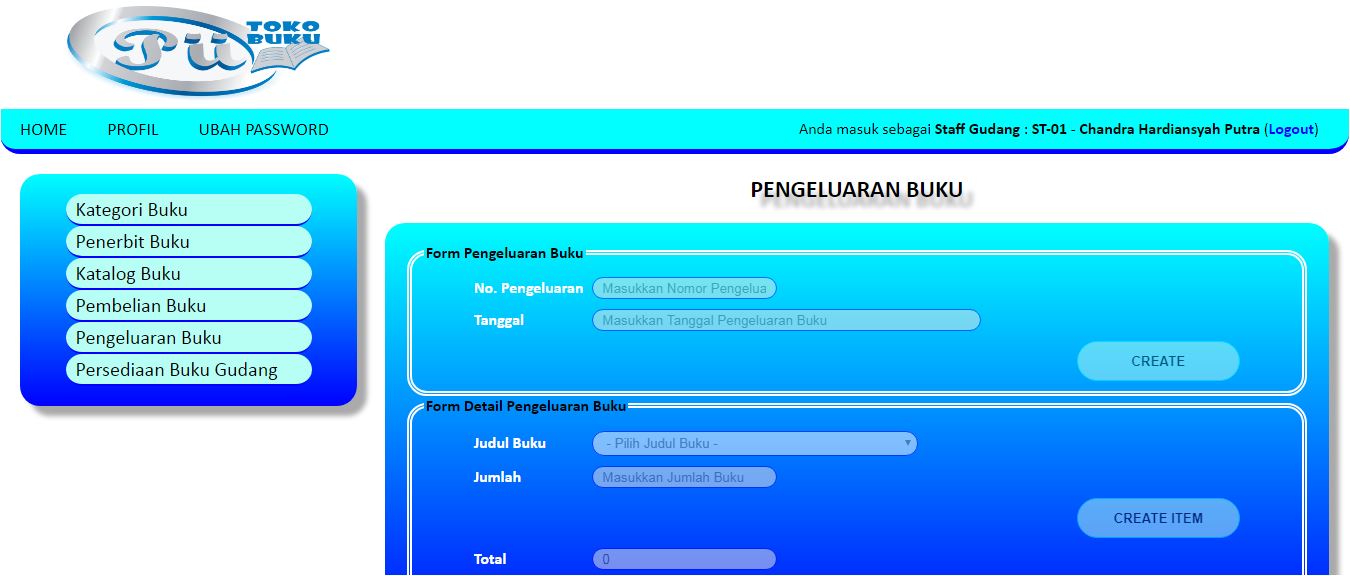 PU TOKO
BUKU
HOME PROFIL UBAH PASSWORD Anda masuk sebagai Staff Gudang : ST-01 - Chandra Hardiansyah Putra (Logout)
Kategori Buku
Penerbit Buku
Katalog Buku
Pembelian Buku
Pengeluaran Buku
Persediaan Buku Gudang
PENGELUARAN BUKU
Form Pengeluaran Buku
No. Pengeluaran Masukkan Nomor Pengelua
Tanggal Masukkan Tanggal Pengeluaran Buku
CREATE
Form Detail Pengeluaran Buku
Judul Buku - Pilih Judul Buku -
Jumlah Masukkan Jumlah Buku
CREATE ITEM
Total 0